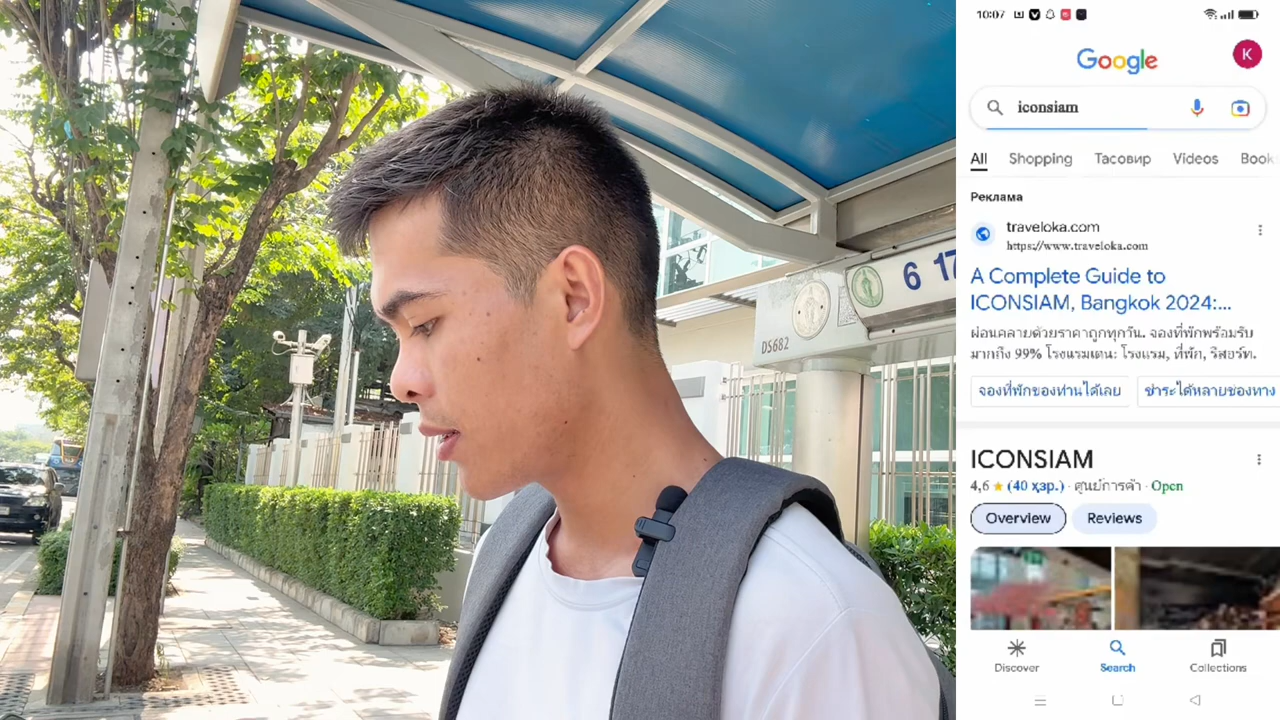 6 17
DS682
10:07
Google
K
iconsiam
All Shopping Тасовир Videos Book
Реклама
traveloka.com
https://www.traveloka.com
A Complete Guide to
ICONSIAM, Bangkok 2024:...
ผ่อนคลายด้วยราคาถูกทุกวัน. จองที่พักพร้อมรับ
มากถึง 99% โรงแรมเด่น: โรงแรม, ที่พัก, รีสอร์ท.
จองที่พักของท่านได้เลย ชำระได้หลายช่องทาง
ICONSIAM
4,6 (40 ҳзр.) · ศูนย์การค้า · Open
Overview Reviews
Discover Search Collections